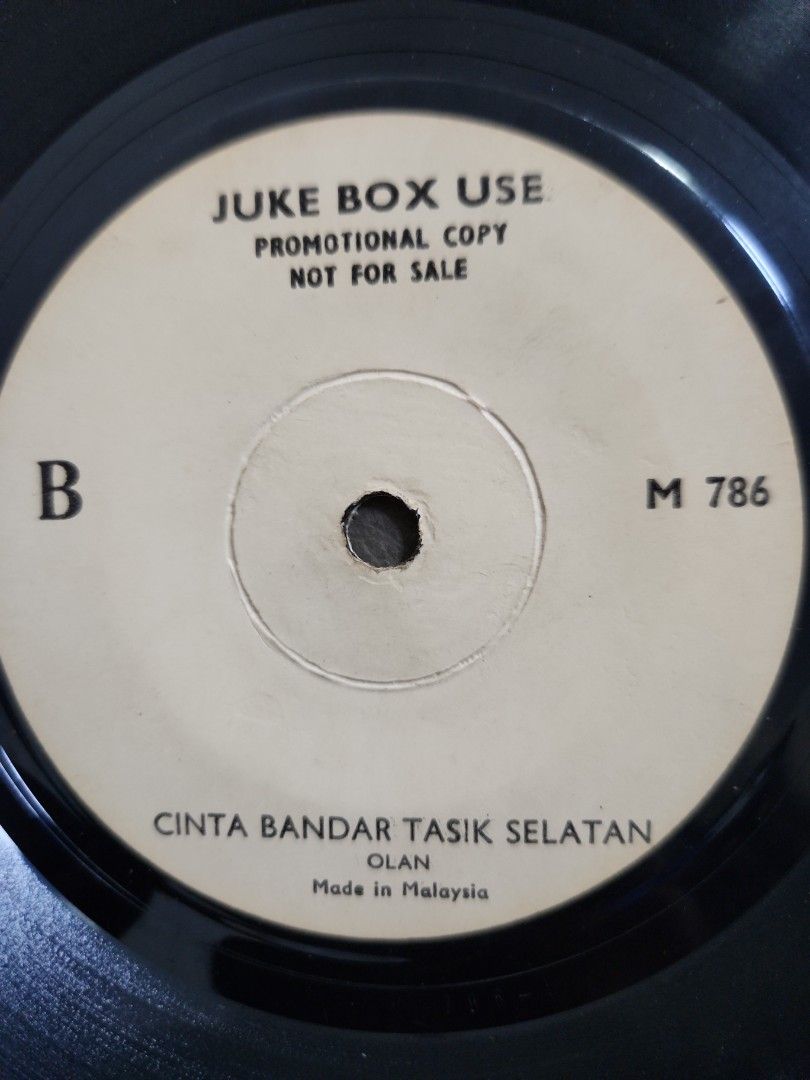 JUKE BOX USE
PROMOTIONAL COPY
NOT FOR SALE
B
M 786
CINTA BANDAR TASIK SELATAN
OLAN
Made in Malaysia